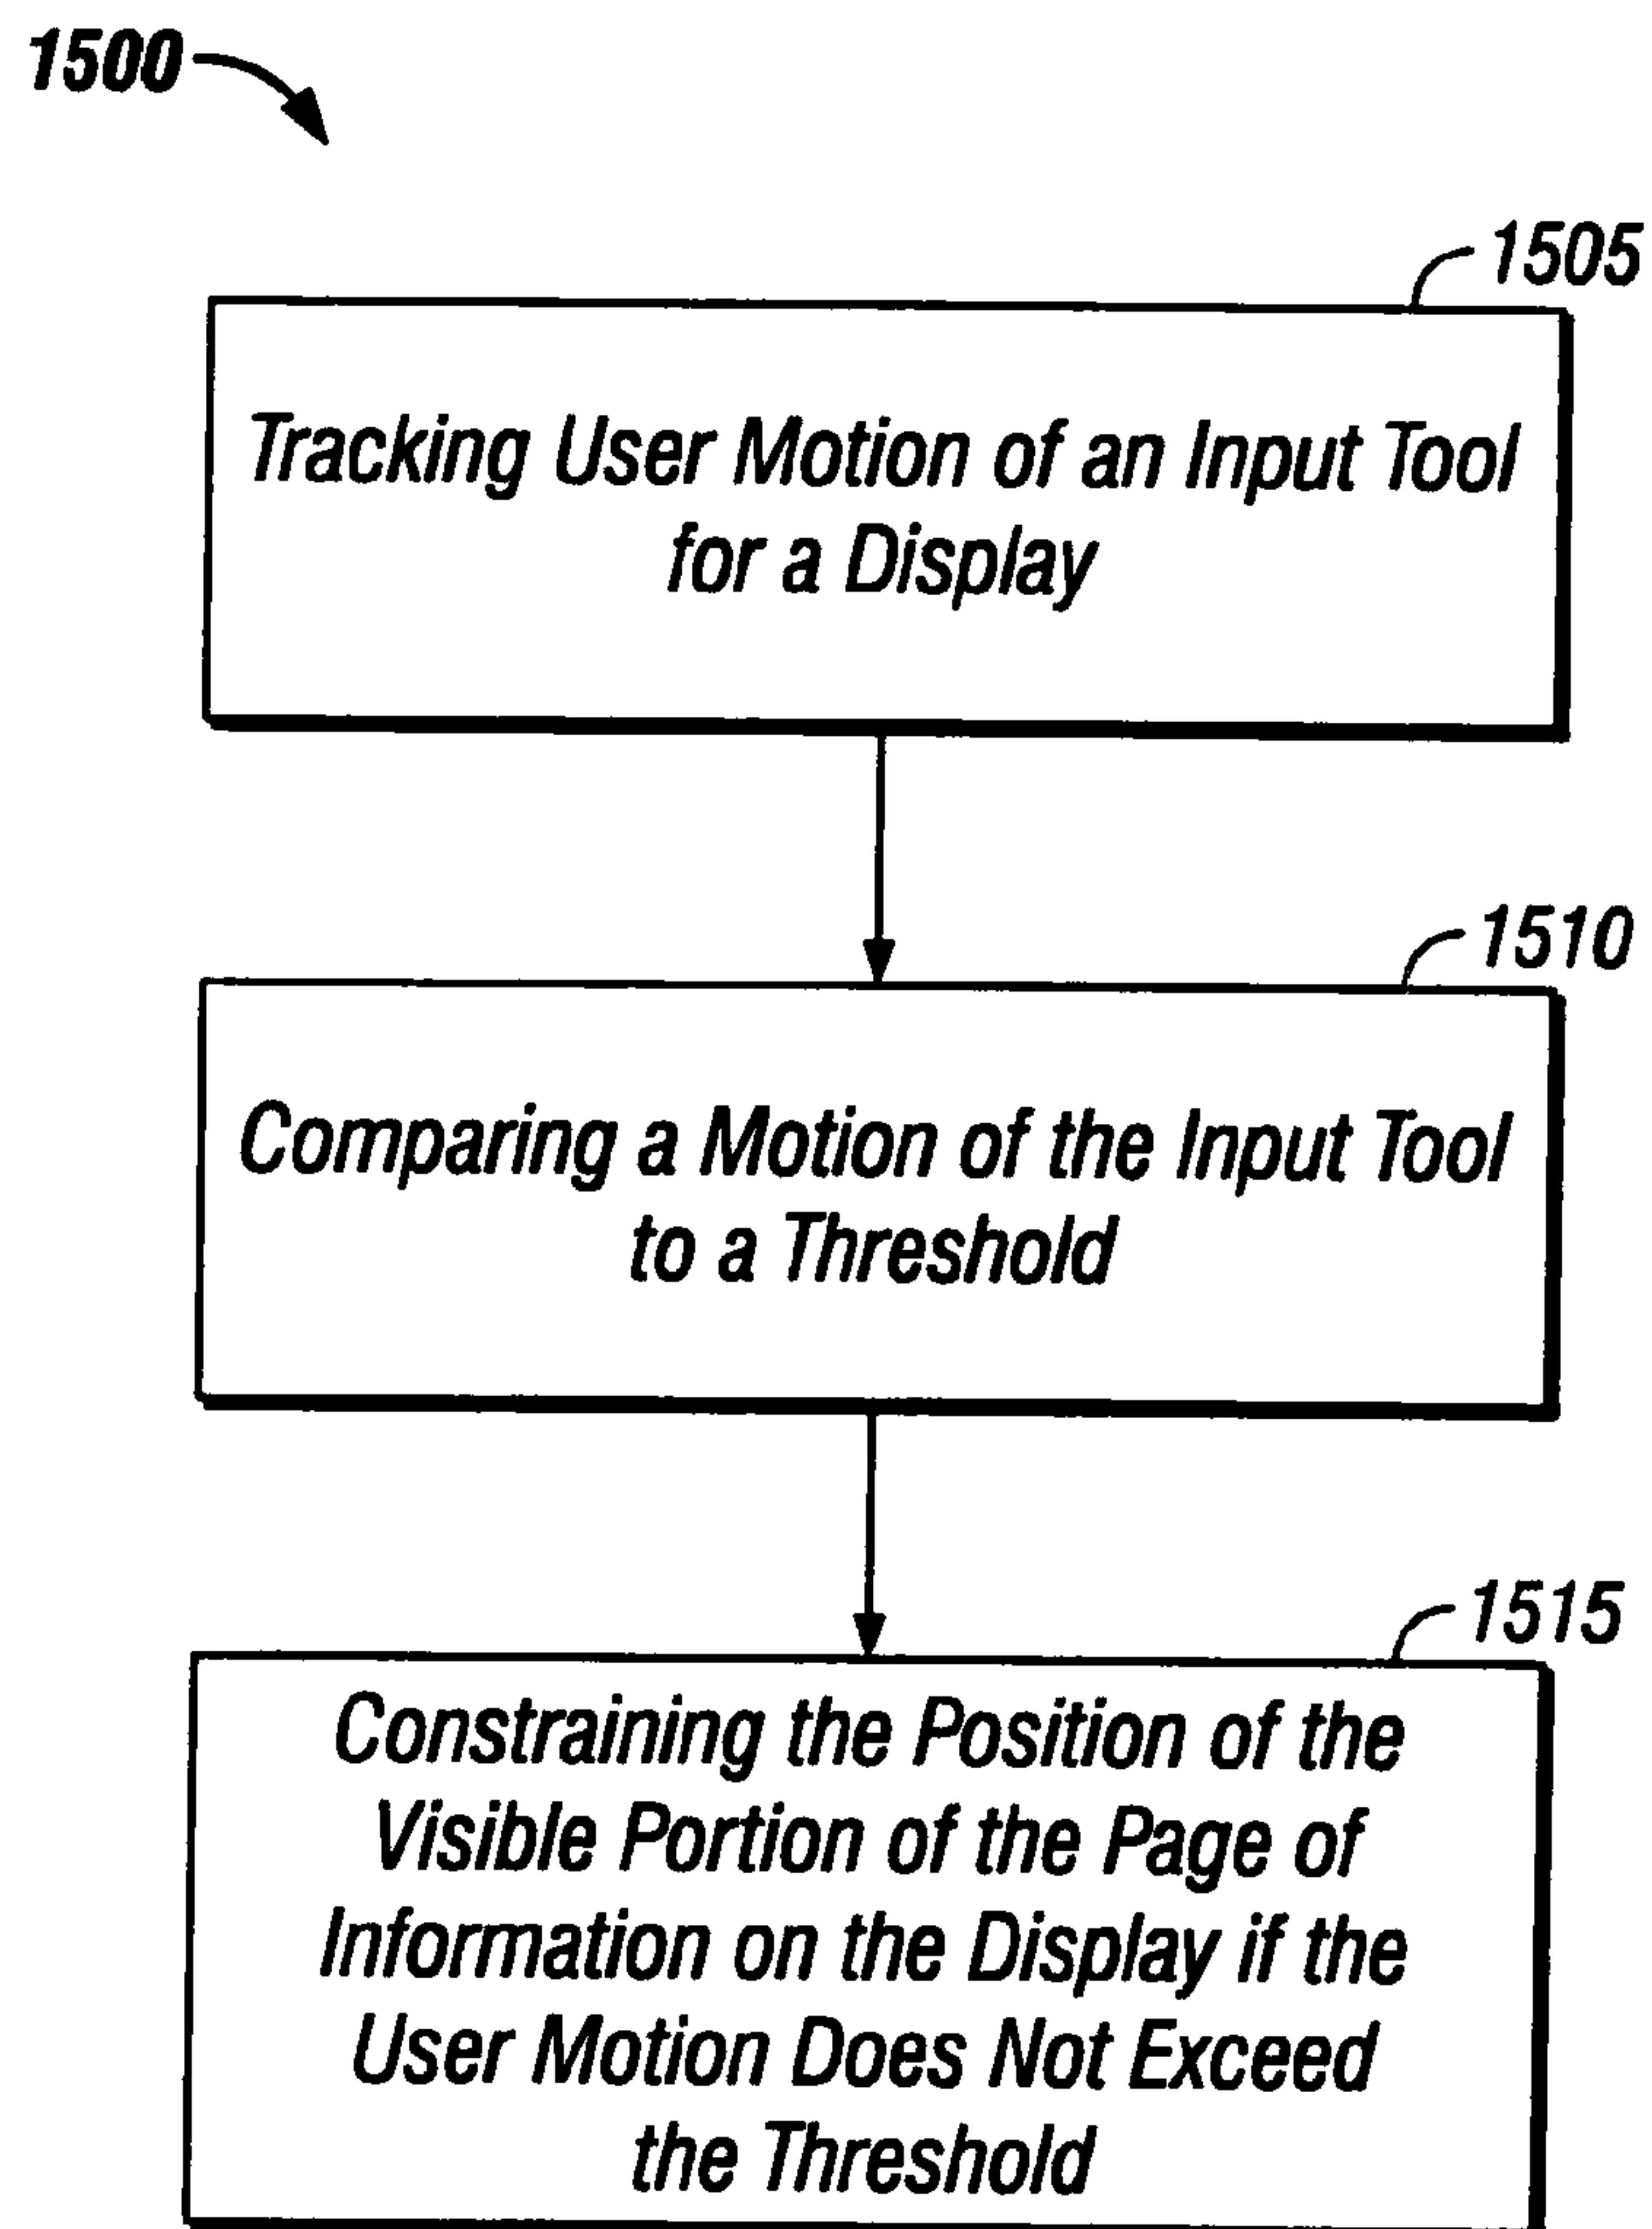 1500
1505
Tracking User Motion of an Input Tool
for a Display
1510
Comparing a Motion of the Input Tool
to a Threshold
1515
Constraining the Position of the
Visible Portion of the Page of
Information on the Display if the
User Motion Does Not Exceed
the Threshold